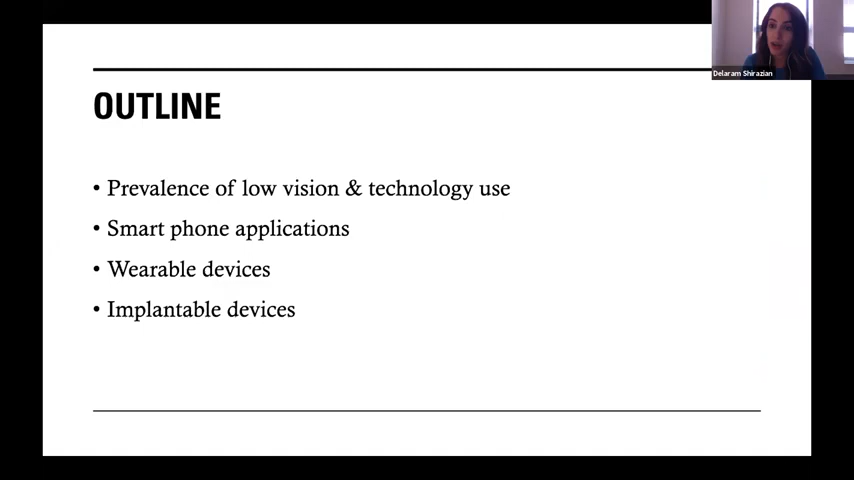 Delaram Shirazian
OUTLINE
• Prevalence of low vision & technology use
• Smart phone applications
• Wearable devices
• Implantable devices